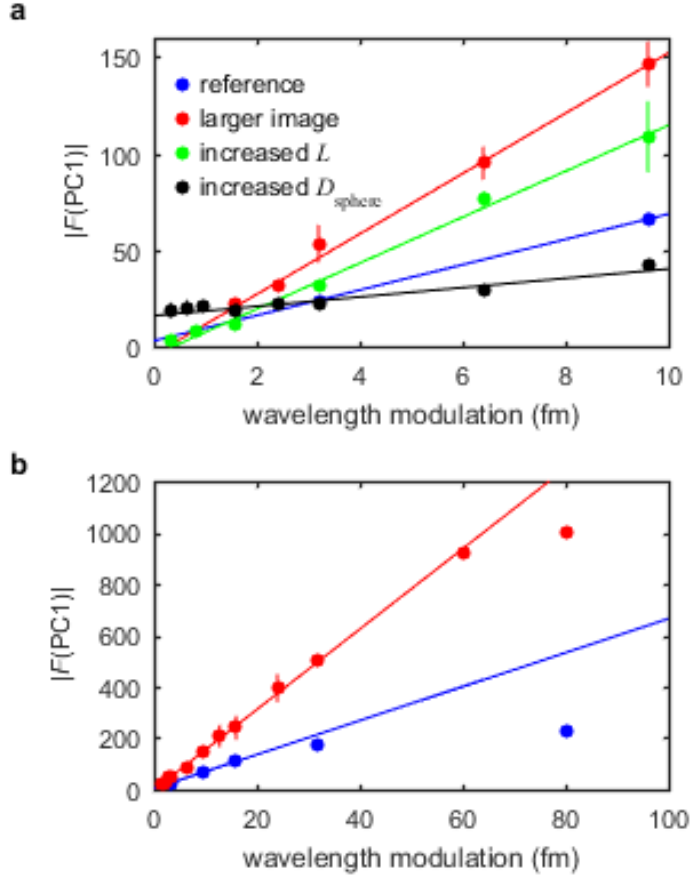 a
150
100
50
0
|F(PC1)|
reference
larger image
increased L
increased Dsphere
0 2 4 6 8 10
wavelength modulation (fm)
b
1200
1000
800
600
400
200
0
|F(PC1)|
0 20 40 60 80 100
wavelength modulation (fm)